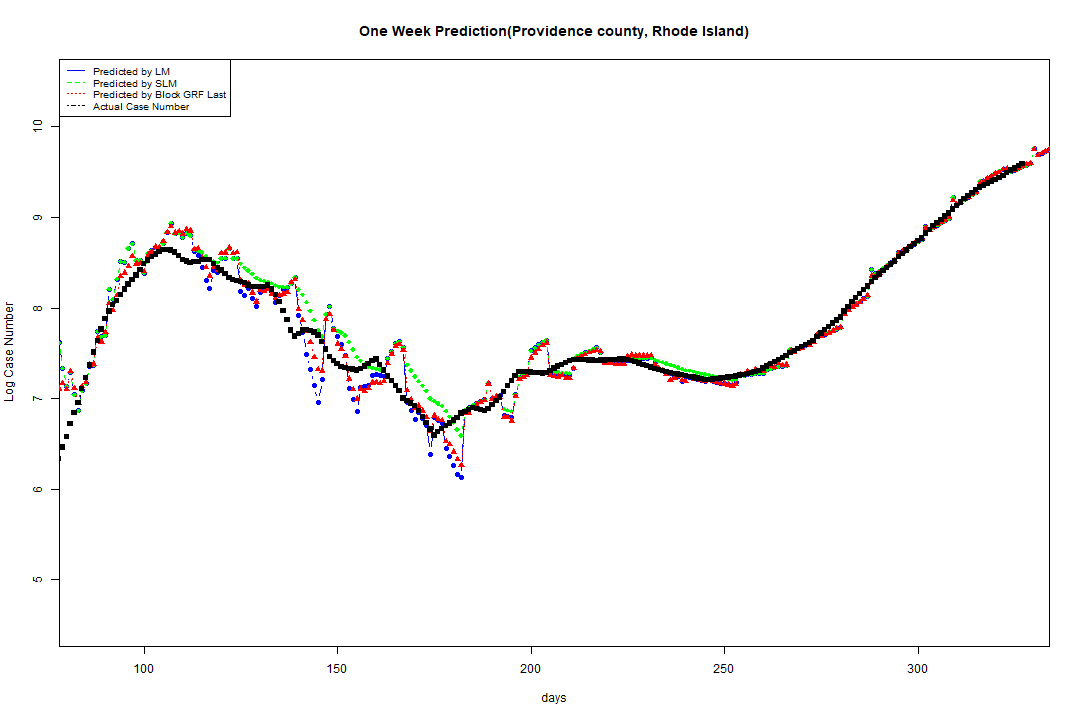 One Week Prediction(Providence county, Rhode Island)
Predicted by LM
Predicted by SLM
Predicted by Block GRF Last
Actual Case Number
10
9
8
7
6
5
Log Case Number
100 150 200 250 300
days